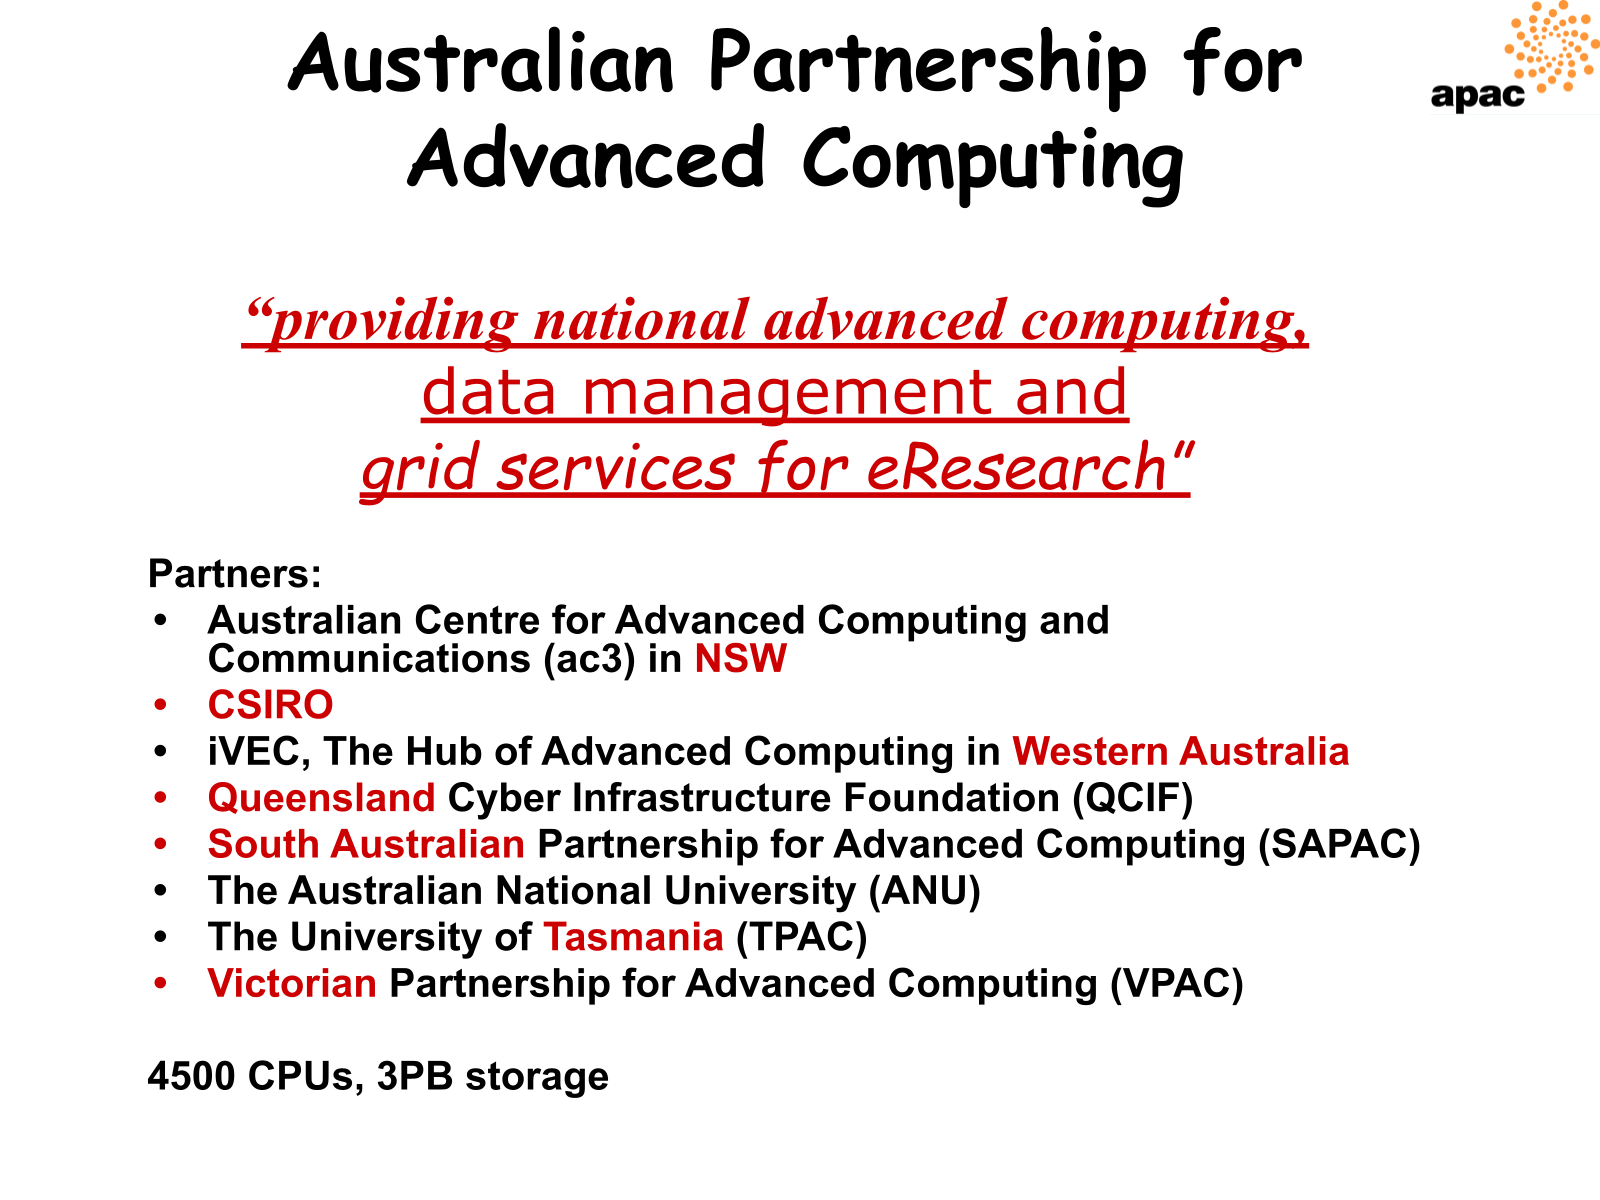 Australian Partnership for
Advanced Computing
apac
“providing national advanced computing,
data management and
grid services for eResearch”
Partners:
• Australian Centre for Advanced Computing and
Communications (ac3) in NSW
• CSIRO
• iVEC, The Hub of Advanced Computing in Western Australia
• Queensland Cyber Infrastructure Foundation (QCIF)
• South Australian Partnership for Advanced Computing (SAPAC)
• The Australian National University (ANU)
• The University of Tasmania (TPAC)
• Victorian Partnership for Advanced Computing (VPAC)
4500 CPUs, 3PB storage